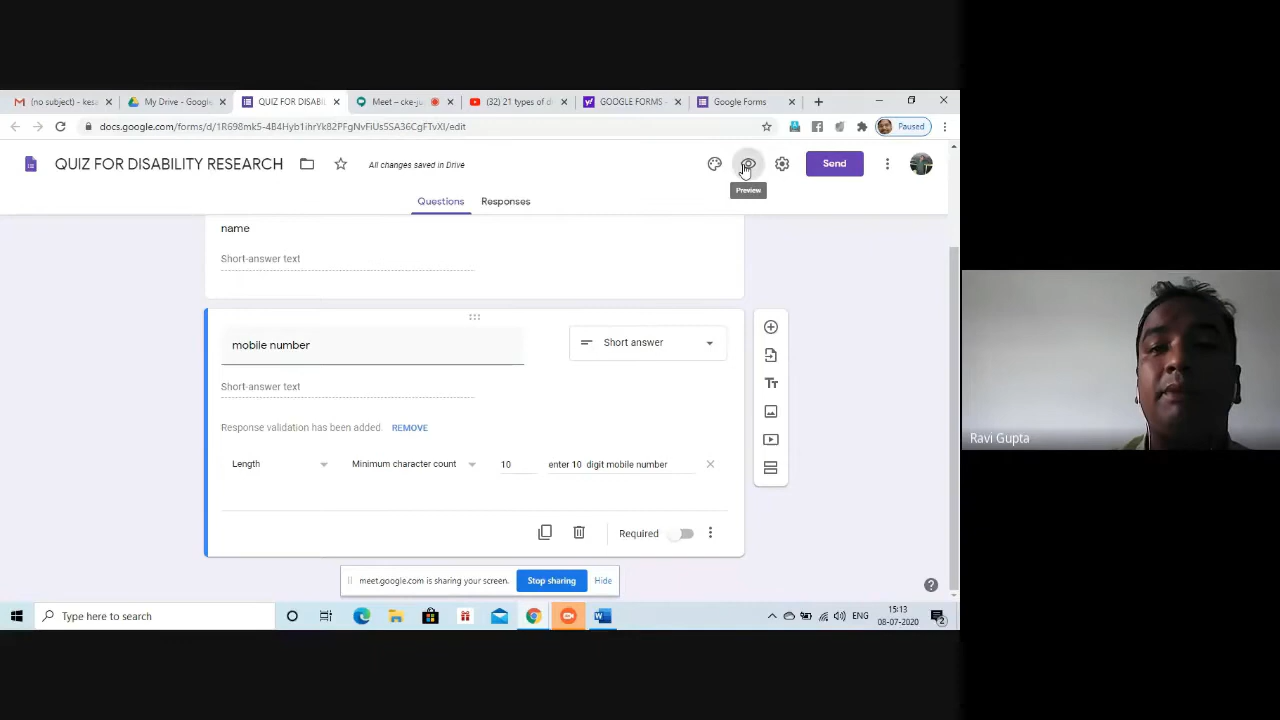 (no subject) - kesa
My Drive - Google
QUIZ FOR DISABIL
Meet – cke-ju
(32) 21 types of d
GOOGLE FORMS -
Google Forms
docs.google.com/forms/d/1R698mk5-4B4Hyb1ihrYk82PFgNvFiUs5SA36CgFTvXI/edit
Paused
QUIZ FOR DISABILITY RESEARCH
All changes saved in Drive
Send
Preview
Questions
Responses
name
Short-answer text
mobile number
Short answer
Short-answer text
Response validation has been added
REMOVE
Length
Minimum character count
10
enter 10 digit mobile number
Required
Ravi Gupta
meet.google.com is sharing your screen.
Stop sharing
Hide
Type here to search
ENG
15:13
08-07-2020
2